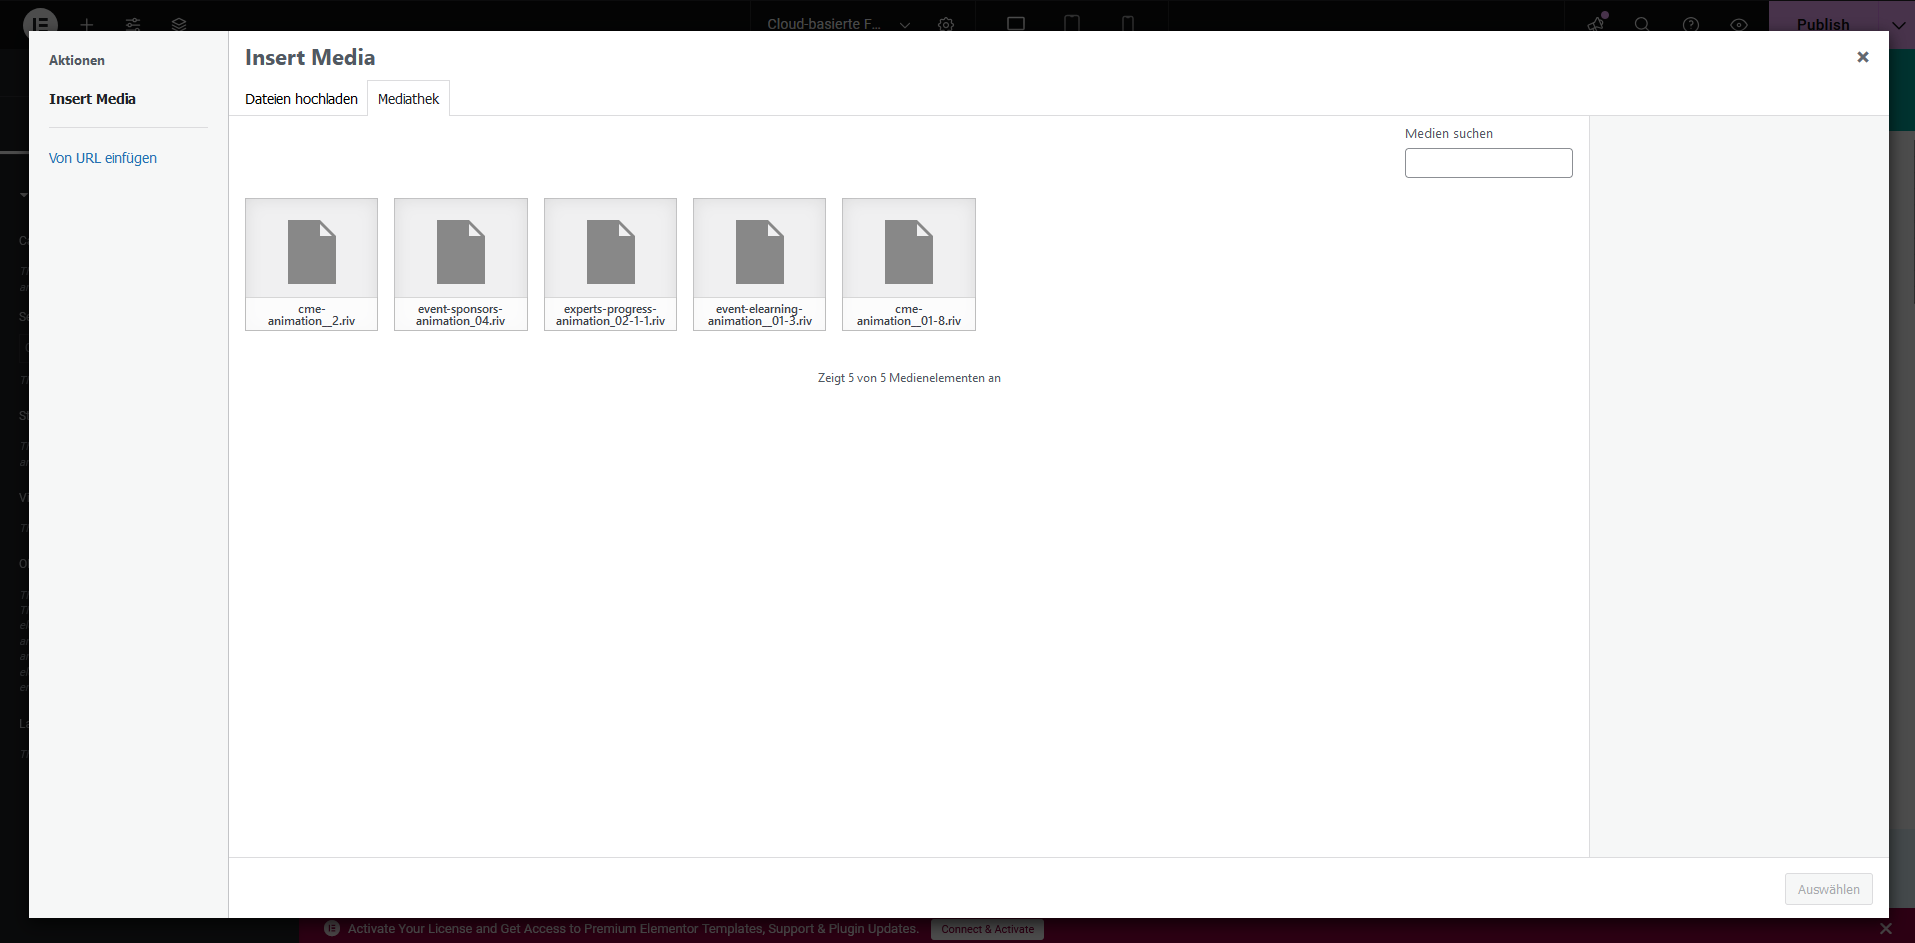 Cloud-basierte F...
Publish
Aktionen
Insert Media
Von URL einfügen
Insert Media
Dateien hochladen
Mediathek
Medien suchen
cme-
animation__2.riv
event-sponsors-
animation_04.riv
experts-progress-
animation_02-1-1.riv
event-elearning-
animation__01-3.riv
cme-
animation__01-8.riv
Zeigt 5 von 5 Medienelementen an
Auswählen
Activate Your License and Get Access to Premium Elementor Templates, Support & Plugin Updates.
Connect & Activate